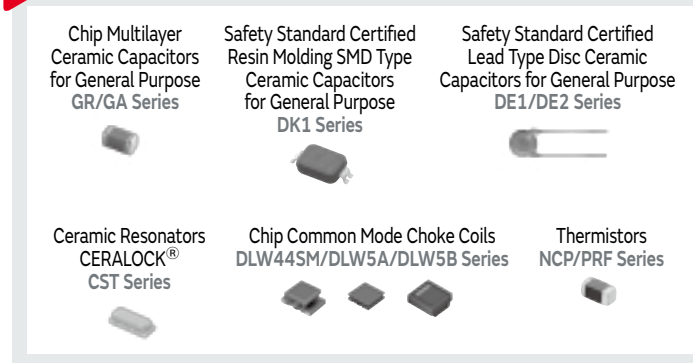 Chip Multilayer
Ceramic Capacitors
for General Purpose
GR/GA Series
Safety Standard Certified
Resin Molding SMD Type
Ceramic Capacitors
for General Purpose
DK1 Series
Safety Standard Certified
Lead Type Disc Ceramic
Capacitors for General Purpose
DE1/DE2 Series
Ceramic Resonators
CERALOCK®
CST Series
Chip Common Mode Choke Coils
DLW44SM/DLW5A/DLW5B Series
Thermistors
NCP/PRF Series